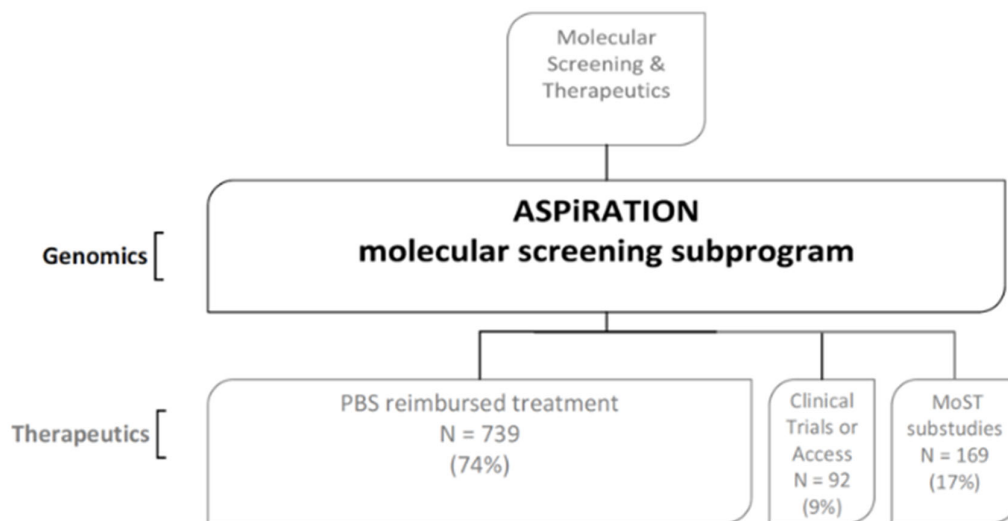 Molecular
Screening &
Therapeutics
ASPiRATION
molecular screening subprogram
Genomics
Therapeutics
PBS reimbursed treatment
N = 739
(74%)
Clinical
Trials or
Access
N = 92
(9%)
MoST
substudies
N = 169
(17%)